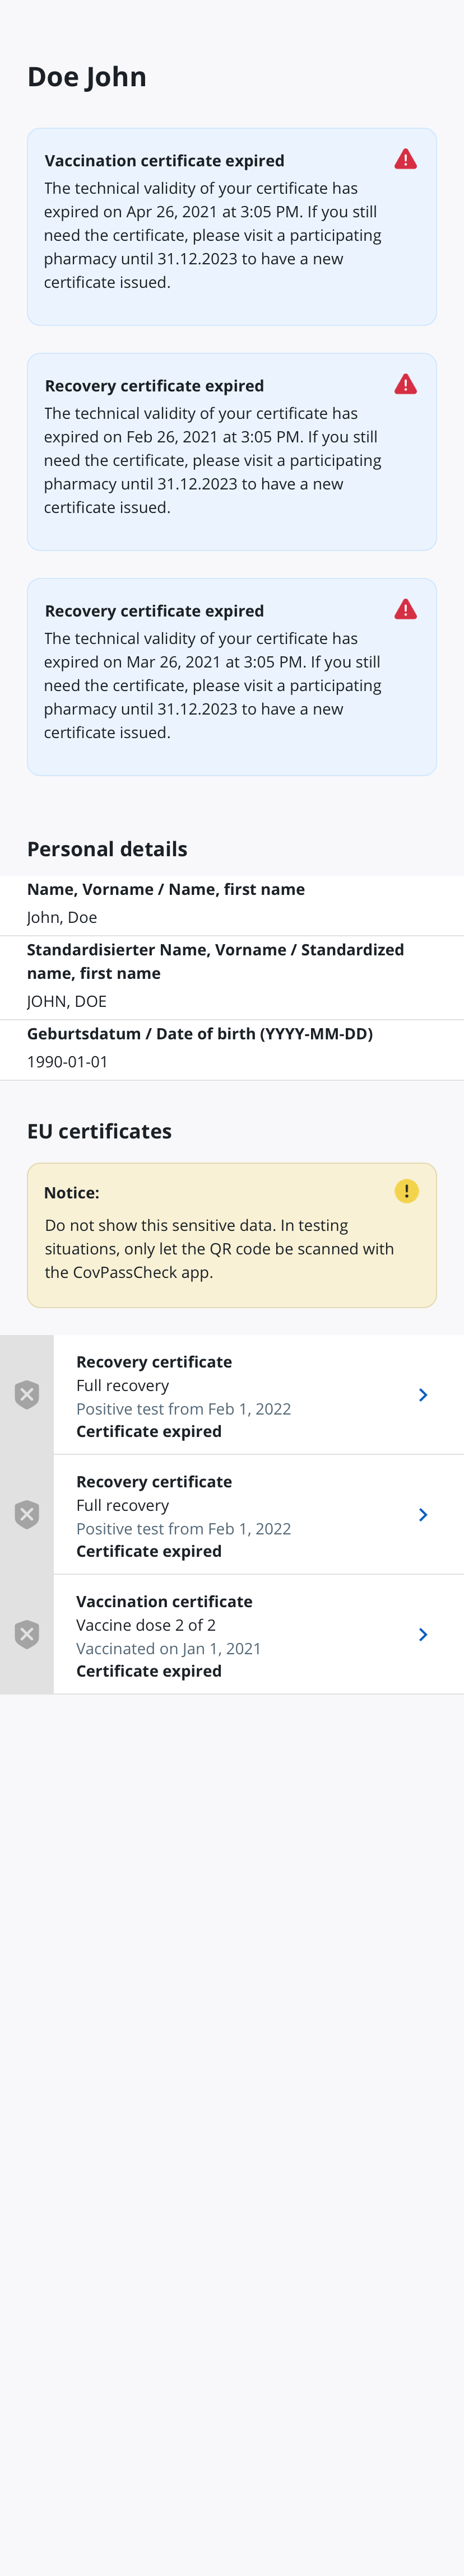 Doe John
Vaccination certificate expired
The technical validity of your certificate has
expired on Apr 26, 2021 at 3:05 PM. If you still
need the certificate, please visit a participating
pharmacy until 31.12.2023 to have a new
certificate issued.
Recovery certificate expired
The technical validity of your certificate has
expired on Feb 26, 2021 at 3:05 PM. If you still
need the certificate, please visit a participating
pharmacy until 31.12.2023 to have a new
certificate issued.
Recovery certificate expired
The technical validity of your certificate has
expired on Mar 26, 2021 at 3:05 PM. If you still
need the certificate, please visit a participating
pharmacy until 31.12.2023 to have a new
certificate issued.
Personal details
Name, Vorname / Name, first name
John, Doe
Standardisierter Name, Vorname / Standardized
name, first name
JOHN, DOE
Geburtsdatum / Date of birth (YYYY-MM-DD)
1990-01-01
EU certificates
Notice:
Do not show this sensitive data. In testing
situations, only let the QR code be scanned with
the CovPassCheck app.
Recovery certificate
Full recovery
Positive test from Feb 1, 2022
Certificate expired
Recovery certificate
Full recovery
Positive test from Feb 1, 2022
Certificate expired
Vaccination certificate
Vaccine dose 2 of 2
Vaccinated on Jan 1, 2021
Certificate expired